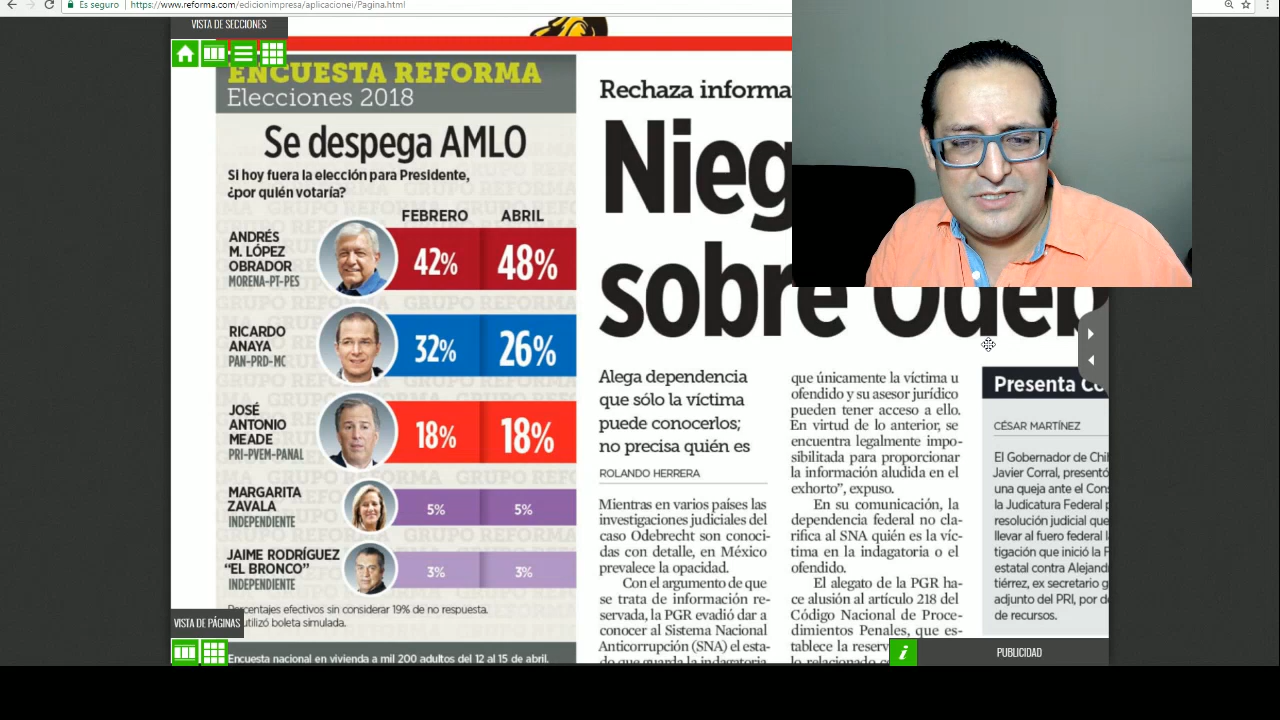 Es seguro
https://www.reforma.com/edicionimpresa/aplicacionei/Pagina.html
VISTA DE SECCIONES
ENCUESTA REFORMA
Elecciones 2018
Se despega AMLO
Si hoy fuera la elección para Presidente,
¿por quién votaría?
FEBRERO ABRIL
ANDRÉS
M. LÓPEZ
OBRADOR
MORENA-PT-PES
42% 48%
RICARDO
ANAYA
PAN-PRD-MC
32% 26%
JOSÉ
ANTONIO
MEADE
PRI-PVEM-PANAL
18% 18%
MARGARITA
ZAVALA
INDEPENDIENTE
5% 5%
JAIME RODRÍGUEZ
“EL BRONCO”
INDEPENDIENTE
3% 3%
Porcentajes efectivos sin considerar 19% de no respuesta.
utilizó boleta simulada.
Encuesta nacional en vivienda a mil 200 adultos del 12 al 15 de abril.
VISTA DE PÁGINAS
Rechaza informa
Nieg
sobre Odeb
Alega dependencia
que sólo la víctima
puede conocerlos;
no precisa quién es
ROLANDO HERRERA
Mientras en varios países las
investigaciones judiciales del
caso Odebrecht son conoci-
das con detalle, en México
prevalece la opacidad.
Con el argumento de que
se trata de información re-
servada, la PGR evadió dar a
conocer al Sistema Nacional
Anticorrupción (SNA) el esta-
do que guarda la indagatoria
que únicamente la víctima u
ofendido y su asesor jurídico
pueden tener acceso a ello.
En virtud de lo anterior, se
encuentra legalmente impo-
sibilitada para proporcionar
la información aludida en el
exhorto”, expuso.
En su comunicación, la
dependencia federal no cla-
rifica al SNA quién es la víc-
tima en la indagatoria o el
ofendido.
El alegato de la PGR ha-
ce alusión al artículo 218 del
Código Nacional de Proce-
dimientos Penales, que es-
tablece la reserv
lo relacionado c
Presenta Co
CÉSAR MARTÍNEZ
El Gobernador de Chi
Javier Corral, presentó
una queja ante el Cons
la Judicatura Federal p
resolución judicial que
llevar al fuero federal l
tigación que inició la F
estatal contra Alejand
tiérrez, ex secretario g
adjunto del PRI, por d
de recursos.
i
PUBLICIDAD